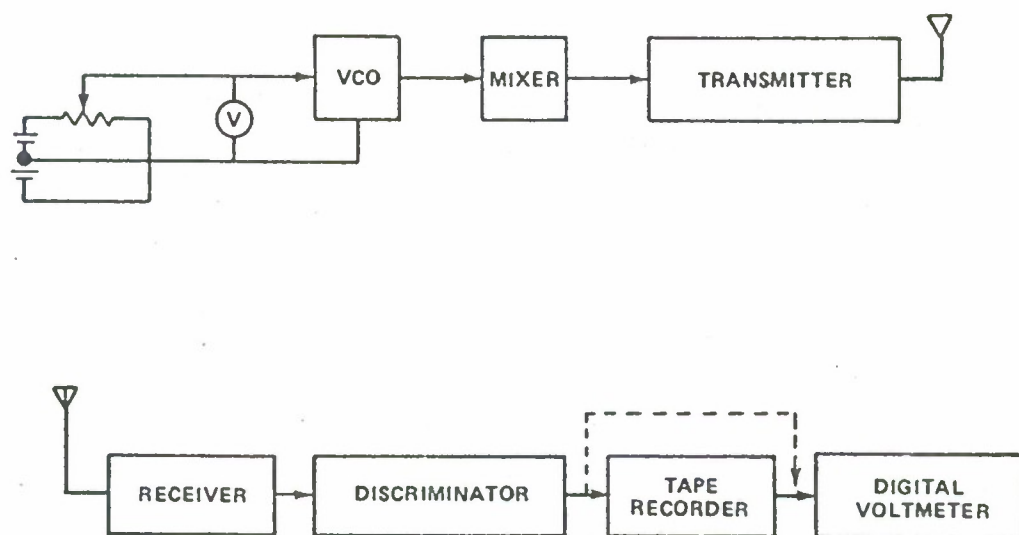 VCO
MIXER
TRANSMITTER
V
RECEIVER
DISCRIMINATOR
TAPE
RECORDER
DIGITAL
VOLTMETER